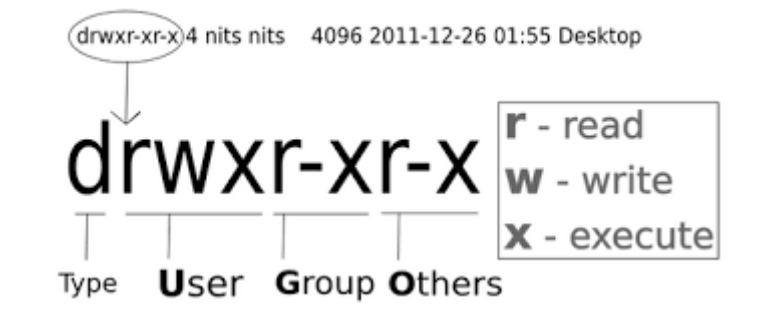 drwxr-xr-x 4 nits nits 4096 2011-12-26 01:55 Desktop
drwxr-xr-x
r - read
w - write
x - execute
Type User Group Others